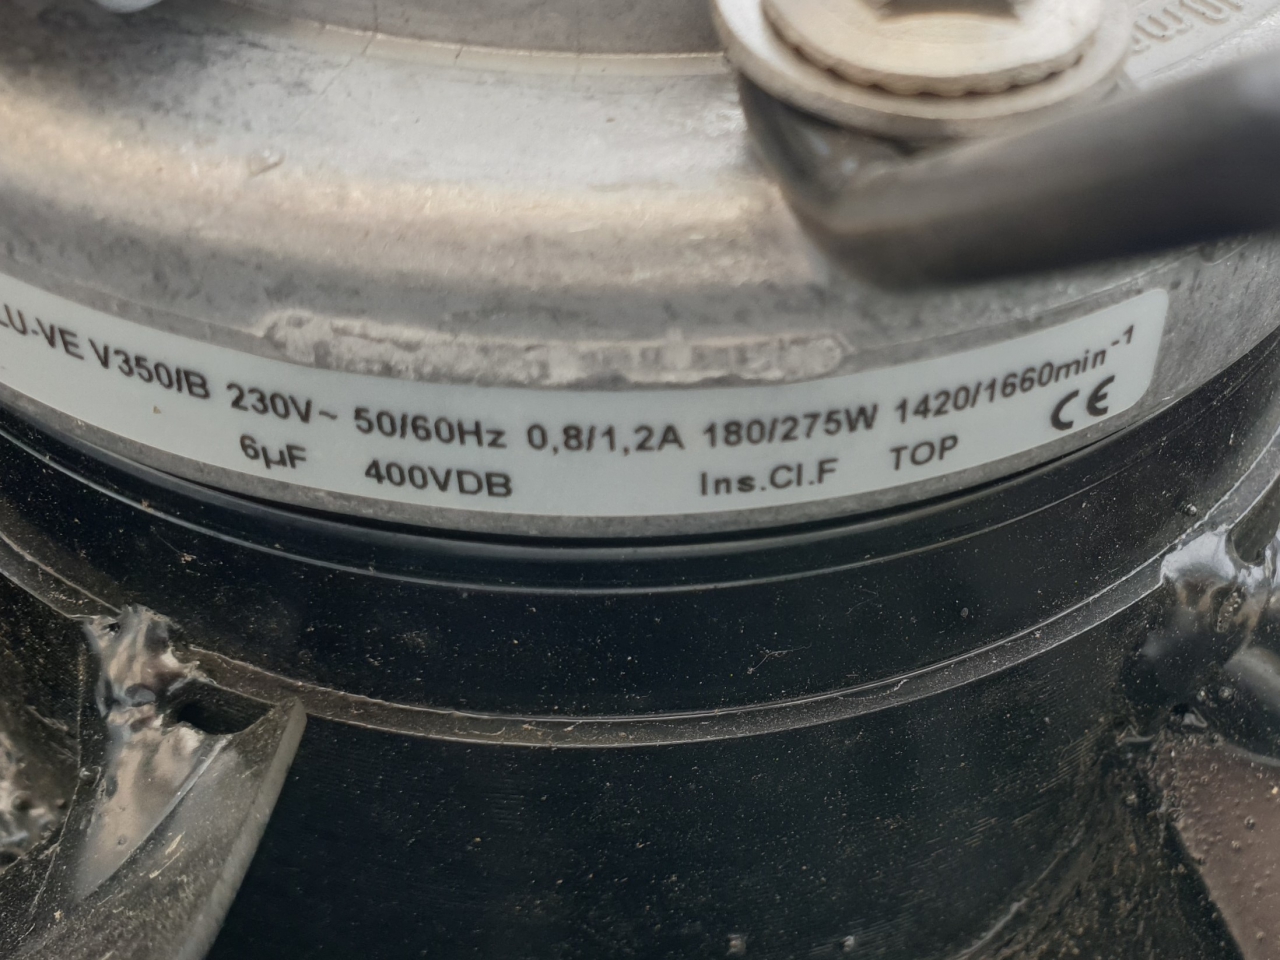 LU-VE V350/B 230V~ 50/60Hz 0,8/1,2A 180/275W 1420/1660min⁻¹
6µF 400VDB Ins.Cl.F TOP CE